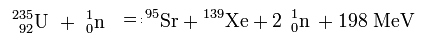 ²³⁵₉₂U + ¹₀n =: ⁹⁵Sr + ¹³⁹Xe + 2 ¹₀n + 198 MeV